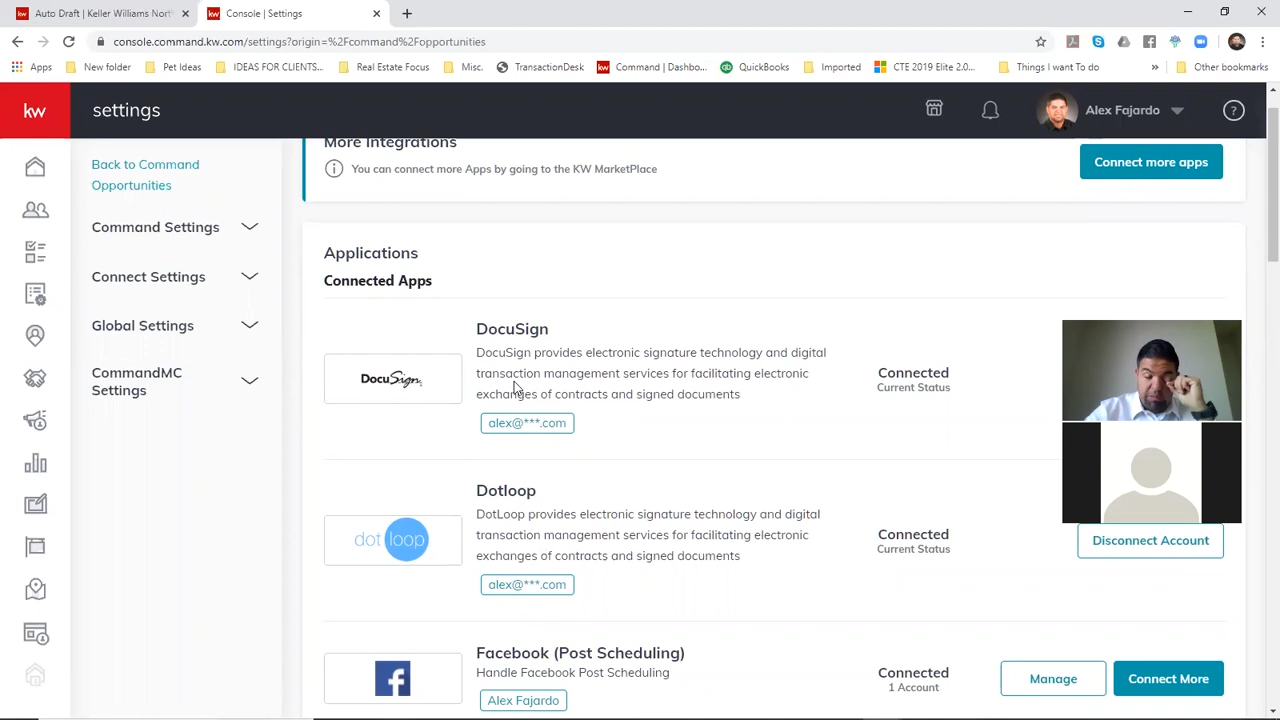 kw Auto Draft | Keller Williams Nort
kw Console | Settings
console.command.kw.com/settings?origin=%2Fcommand%2Fopportunities
Apps New folder Pet Ideas IDEAS FOR CLIENTS... Real Estate Focus Misc. TransactionDesk kw Command | Dashbo... QuickBooks Imported CTE 2019 Elite 2.0... Things I want To do » Other bookmarks
kw settings Alex Fajardo ?
Back to Command
Opportunities
Command Settings
Connect Settings
Global Settings
CommandMC
Settings
More Integrations
You can connect more Apps by going to the KW MarketPlace
Connect more apps
Applications
Connected Apps
DocuSign
DocuSign
DocuSign provides electronic signature technology and digital
transaction management services for facilitating electronic
exchanges of contracts and signed documents
alex@***.com
Connected
Current Status
dot loop
Dotloop
DotLoop provides electronic signature technology and digital
transaction management services for facilitating electronic
exchanges of contracts and signed documents
alex@***.com
Connected
Current Status
Disconnect Account
f
Facebook (Post Scheduling)
Handle Facebook Post Scheduling
Alex Fajardo
Connected
1 Account
Manage
Connect More